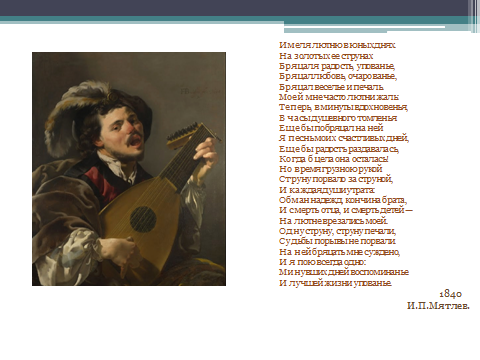 Имел я лютню в юных днях.
На золотых ее струнах
Бряцал я радость, упованье,
Бряцал любовь, очарованье,
Бряцал веселье и печаль.
Моей мне часто лютни жаль:
Теперь, в минуты вдохновенья,
В часы душевного томленья
Еще бы побряцал на ней
Я песнь моих счастливых дней,
Еще бы радость раздавалась,
Когда б цела она осталась!
Но время грузною рукой
Струну порвало за струной,
И каждая души утрата:
Обман надежд, кончина брата,
И смерть отца, и смерть детей —
На лютне врезались моей.
Одну струну, струну печали,
Судьбы порывы не порвали.
На ней бряцать мне суждено,
И я пою всегда одно:
Минувших дней воспоминанье
И лучшей жизни упованье.
1840
И.П.Мятлев.